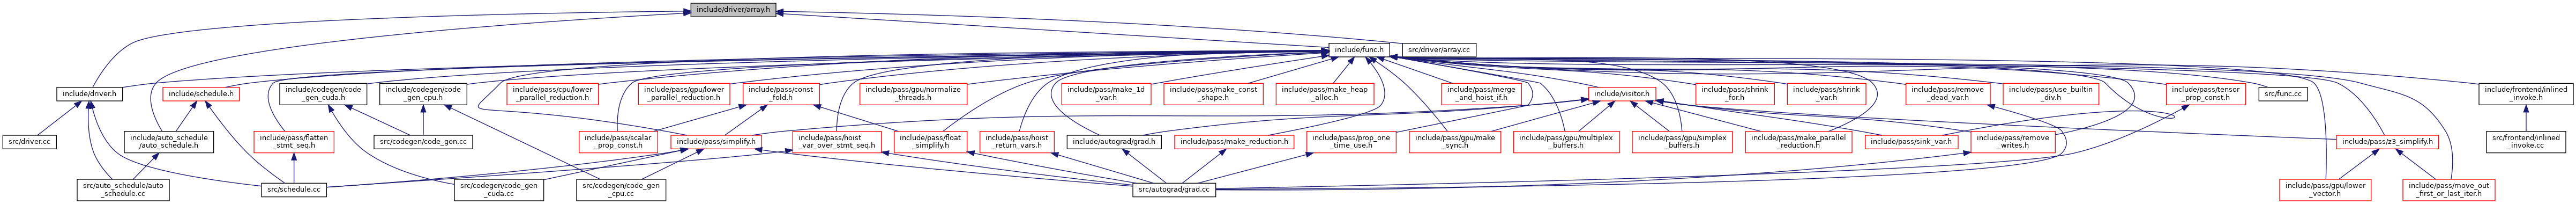 include/driver/array.h
include/func.h
src/driver/array.cc
include/driver.h
include/schedule.h
include/codegen/code
_gen_cuda.h
include/codegen/code
_gen_cpu.h
include/pass/cpu/lower
_parallel_reduction.h
include/pass/gpu/lower
_parallel_reduction.h
include/pass/const
_fold.h
include/pass/gpu/normalize
_threads.h
include/pass/make_1d
_var.h
include/pass/make_const
_shape.h
include/pass/make_heap
_alloc.h
include/pass/merge
_and_hoist_if.h
include/visitor.h
include/pass/shrink
_for.h
include/pass/shrink
_var.h
include/pass/remove
_dead_var.h
include/pass/use_builtin
_div.h
include/pass/tensor
_prop_const.h
src/func.cc
include/frontend/inlined
_invoke.h
src/driver.cc
include/auto_schedule
/auto_schedule.h
include/pass/flatten
_stmt_seq.h
src/codegen/code_gen.cc
include/pass/scalar
_prop_const.h
include/pass/simplify.h
include/pass/hoist
_var_over_stmt_seq.h
include/pass/float
_simplify.h
include/pass/hoist
_return_vars.h
include/autograd/grad.h
include/pass/make_reduction.h
include/pass/prop_one
_time_use.h
include/pass/gpu/make
_sync.h
include/pass/gpu/multiplex
_buffers.h
include/pass/gpu/simplex
_buffers.h
include/pass/make_parallel
_reduction.h
include/pass/sink_var.h
include/pass/remove
_writes.h
include/pass/z3_simplify.h
src/frontend/inlined
_invoke.cc
src/auto_schedule/auto
_schedule.cc
src/schedule.cc
src/codegen/code_gen
_cuda.cc
src/codegen/code_gen
_cpu.cc
src/autograd/grad.cc
include/pass/gpu/lower
_vector.h
include/pass/move_out
_first_or_last_iter.h